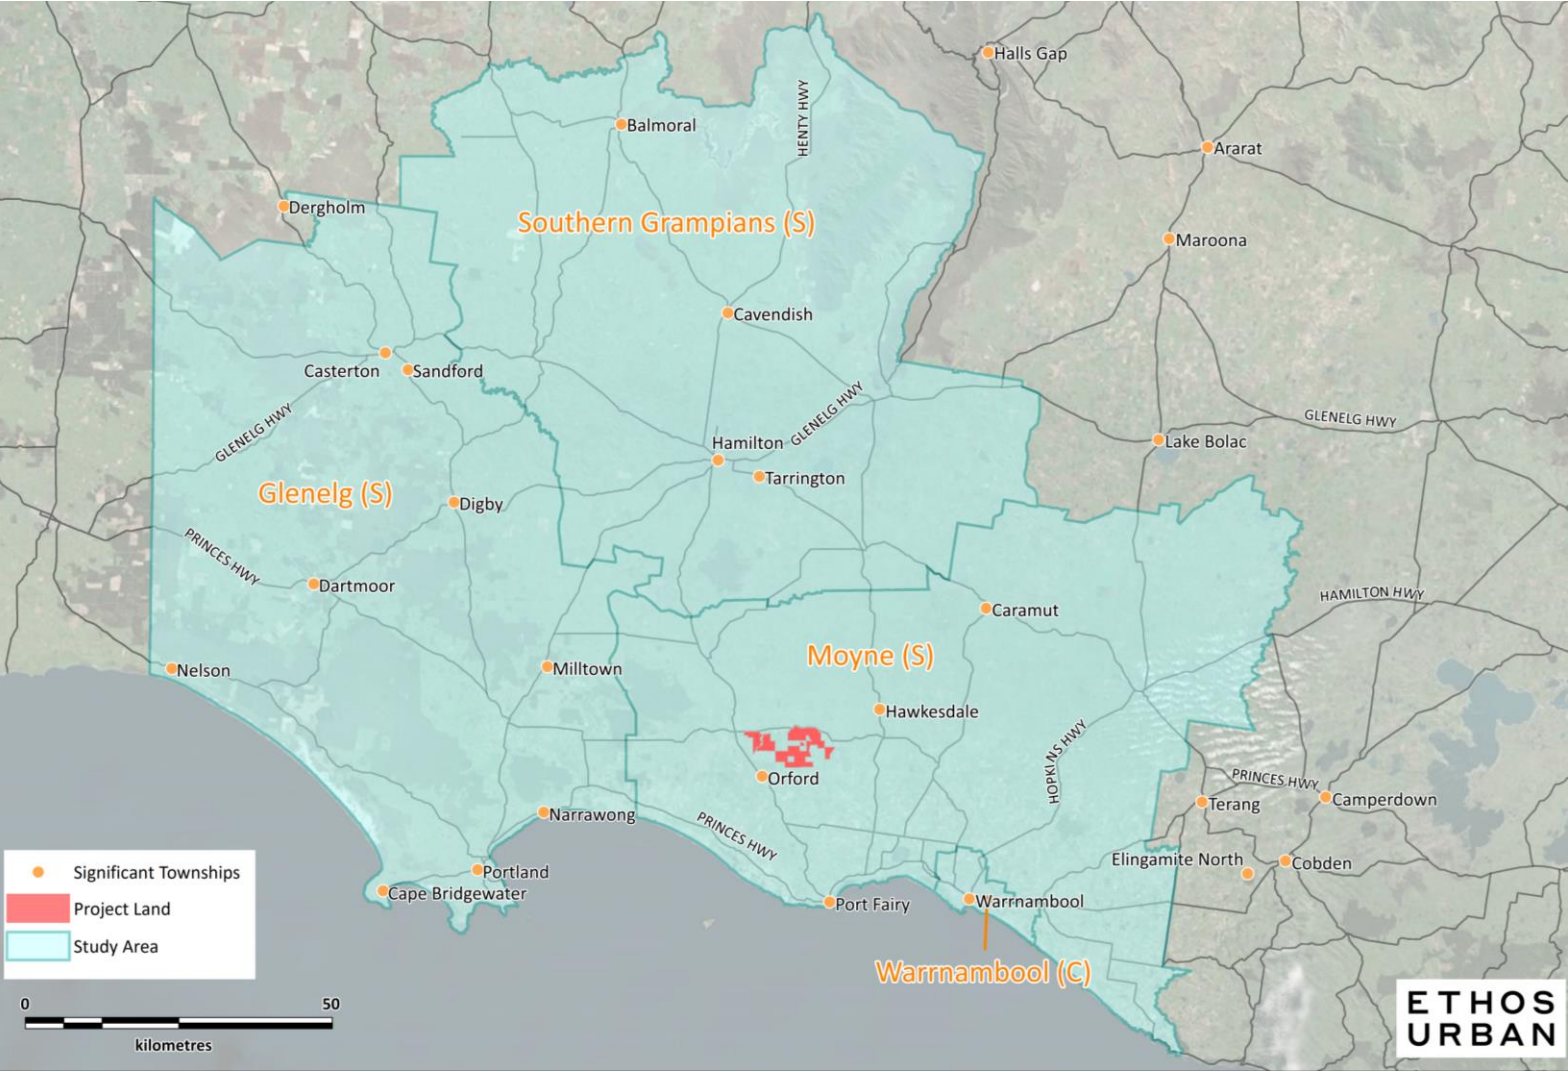 Halls Gap
HENTY HWY
Balmoral
Ararat
Dergholm
Southern Grampians (S)
Maroona
Cavendish
Casterton
Sandford
GLENELG HWY
GLENELG HWY
GLENELG HWY
Hamilton
Lake Bolac
Tarrington
Glenelg (S)
Digby
PRINCES HWY
Dartmoor
HAMILTON HWY
Caramut
Moyne (S)
Nelson
Milltown
Hawkesdale
HOPKINS HWY
Orford
PRINCES HWY
Terang
Camperdown
Narrawong
PRINCES HWY
Elingamite North
Cobden
Portland
Cape Bridgewater
Port Fairy
Warrnambool
Warrnambool (C)
Significant Townships
Project Land
Study Area
0 50
kilometres
ETHOS
URBAN